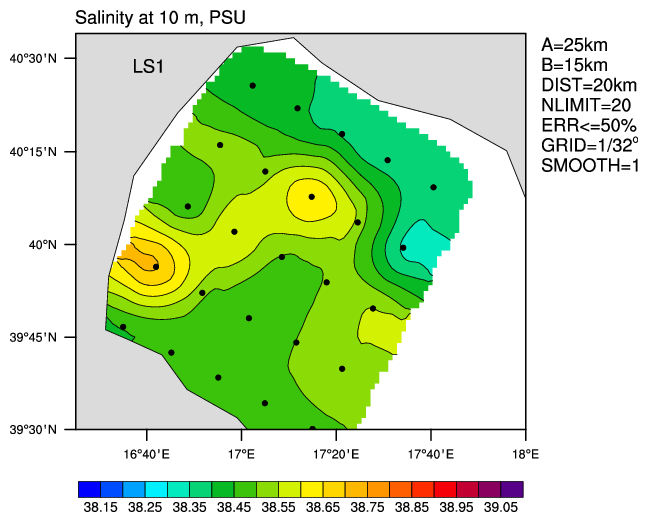 Salinity at 10 m, PSU
LS1
A=25km
B=15km
DIST=20km
NLIMIT=20
ERR<=50%
GRID=1/32°
SMOOTH=1
40°30'N
40°15'N
40°N
39°45'N
39°30'N
16°40'E 17°E 17°20'E 17°40'E 18°E
38.15 38.25 38.35 38.45 38.55 38.65 38.75 38.85 38.95 39.05